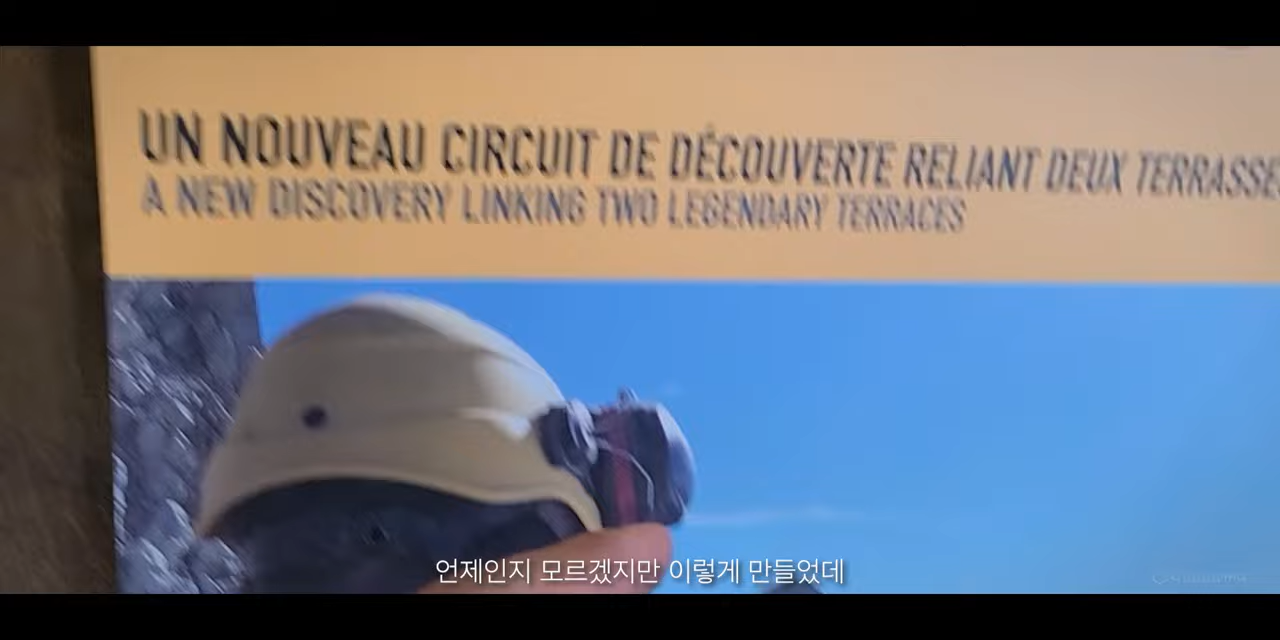 UN NOUVEAU CIRCUIT DE DÉCOUVERTE RELIANT DEUX TERRASSE
A NEW DISCOVERY LINKING TWO LEGENDARY TERRACES
언제인지 모르겠지만 이렇게 만들었데